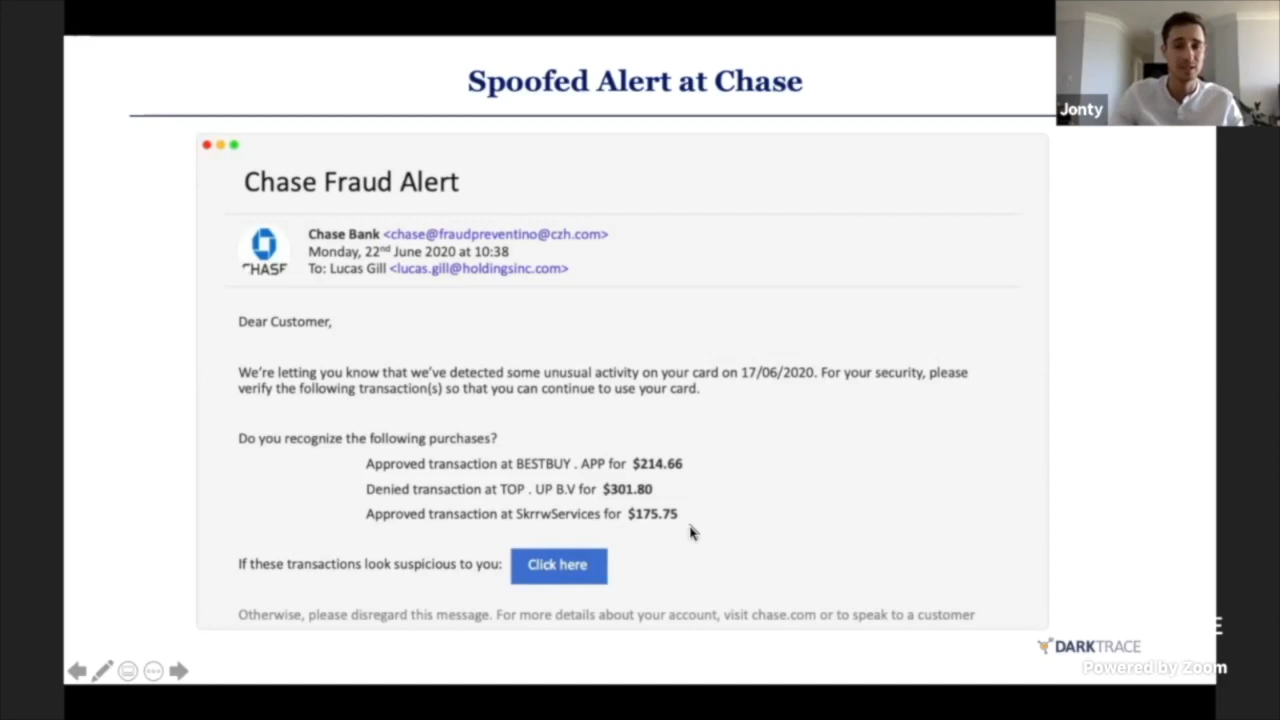 Spoofed Alert at Chase
Jonty
Chase Fraud Alert
CHASE
Chase Bank <chase@fraudpreventino@czh.com>
Monday, 22nd June 2020 at 10:38
To: Lucas Gill <lucas.gill@holdingsinc.com>
Dear Customer,
We're letting you know that we've detected some unusual activity on your card on 17/06/2020. For your security, please
verify the following transaction(s) so that you can continue to use your card.
Do you recognize the following purchases?
Approved transaction at BESTBUY . APP for $214.66
Denied transaction at TOP . UP B.V for $301.80
Approved transaction at SkrrwServices for $175.75
If these transactions look suspicious to you: Click here
Otherwise, please disregard this message. For more details about your account, visit chase.com or to speak to a customer
E
DARKTRACE
Powered by Zoom